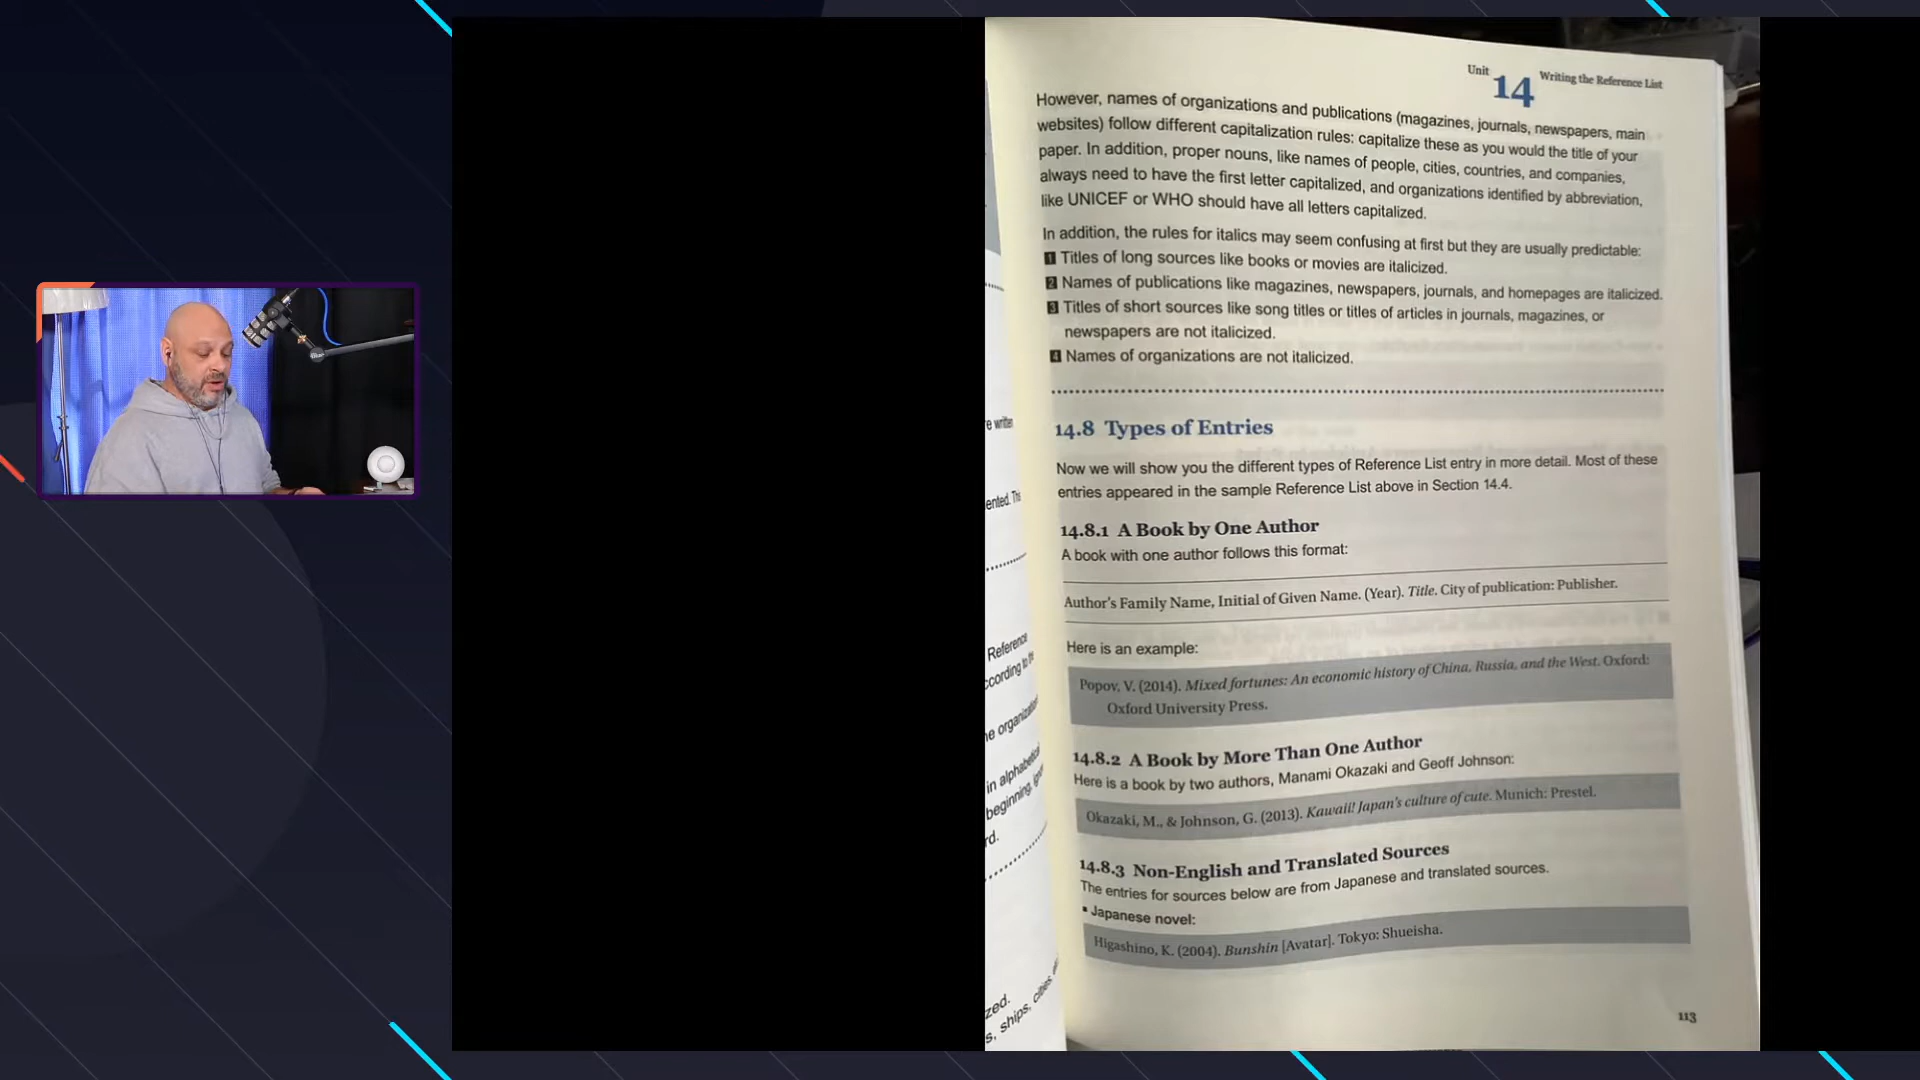 Unit 14 Writing the Reference List
However, names of organizations and publications (magazines, journals, newspapers, main
websites) follow different capitalization rules: capitalize these as you would the title of your
paper. In addition, proper nouns, like names of people, cities, countries, and companies,
always need to have the first letter capitalized, and organizations identified by abbreviation,
like UNICEF or WHO should have all letters capitalized.
In addition, the rules for italics may seem confusing at first but they are usually predictable:
1 Titles of long sources like books or movies are italicized.
2 Names of publications like magazines, newspapers, journals, and homepages are italicized.
3 Titles of short sources like song titles or titles of articles in journals, magazines, or
newspapers are not italicized.
4 Names of organizations are not italicized.
14.8 Types of Entries
Now we will show you the different types of Reference List entry in more detail. Most of these
entries appeared in the sample Reference List above in Section 14.4.
14.8.1 A Book by One Author
A book with one author follows this format:
Author's Family Name, Initial of Given Name. (Year). Title. City of publication: Publisher.
Here is an example:
Popov, V. (2014). Mixed fortunes: An economic history of China, Russia, and the West. Oxford:
Oxford University Press.
14.8.2 A Book by More Than One Author
Here is a book by two authors, Manami Okazaki and Geoff Johnson:
Okazaki, M., & Johnson, G. (2013). Kawaii! Japan's culture of cute. Munich: Prestel.
14.8.3 Non-English and Translated Sources
The entries for sources below are from Japanese and translated sources.
▪ Japanese novel:
Higashino, K. (2004). Bunshin [Avatar]. Tokyo: Shueisha.
113
e writer
Reference
in alphabetical
beginning,
rd.
zed.
s, ships, cities,